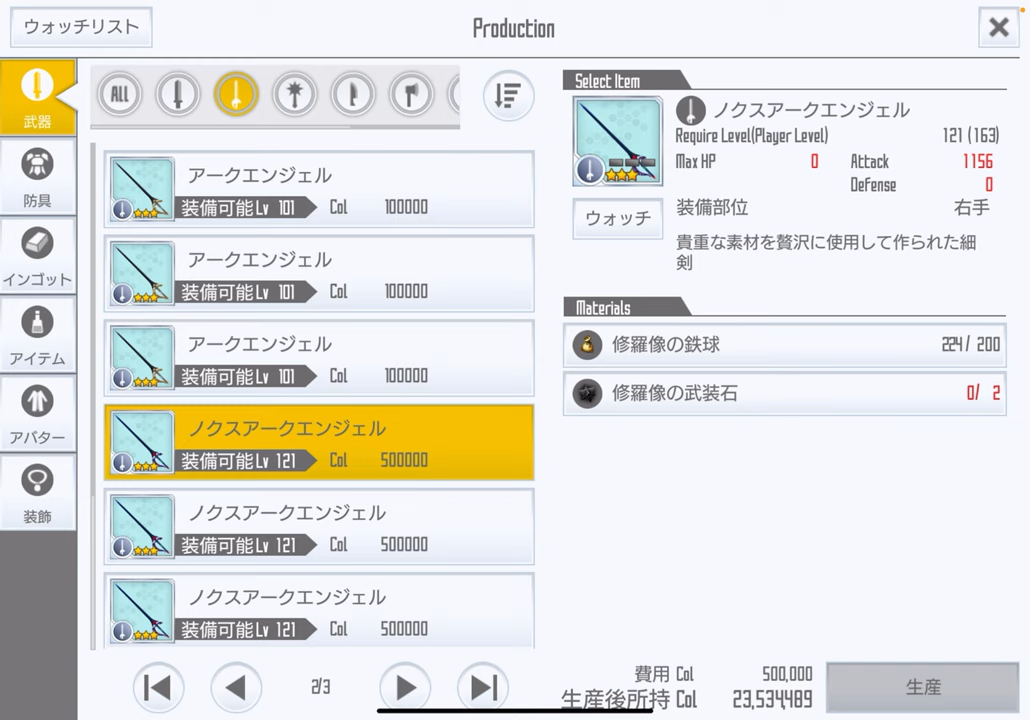 ウォッチリスト
Production
武器
防具
インゴット
アイテム
アバター
装飾
ALL
アークエンジェル
装備可能Lv 101 Col 100000
アークエンジェル
装備可能Lv 101 Col 100000
アークエンジェル
装備可能Lv 101 Col 100000
ノクスアークエンジェル
装備可能Lv 121 Col 500000
ノクスアークエンジェル
装備可能Lv 121 Col 500000
ノクスアークエンジェル
装備可能Lv 121 Col 500000
2/3
Select Item
ノクスアークエンジェル
Require Level(Player Level) 121 (163)
Max HP 0 Attack 1156
Defense 0
ウォッチ
装備部位 右手
貴重な素材を贅沢に使用して作られた細
剣
Materials
修羅像の鉄球 224/ 200
修羅像の武装石 0/ 2
費用 Col 500,000
生産後所持 Col 23,534,489
生産